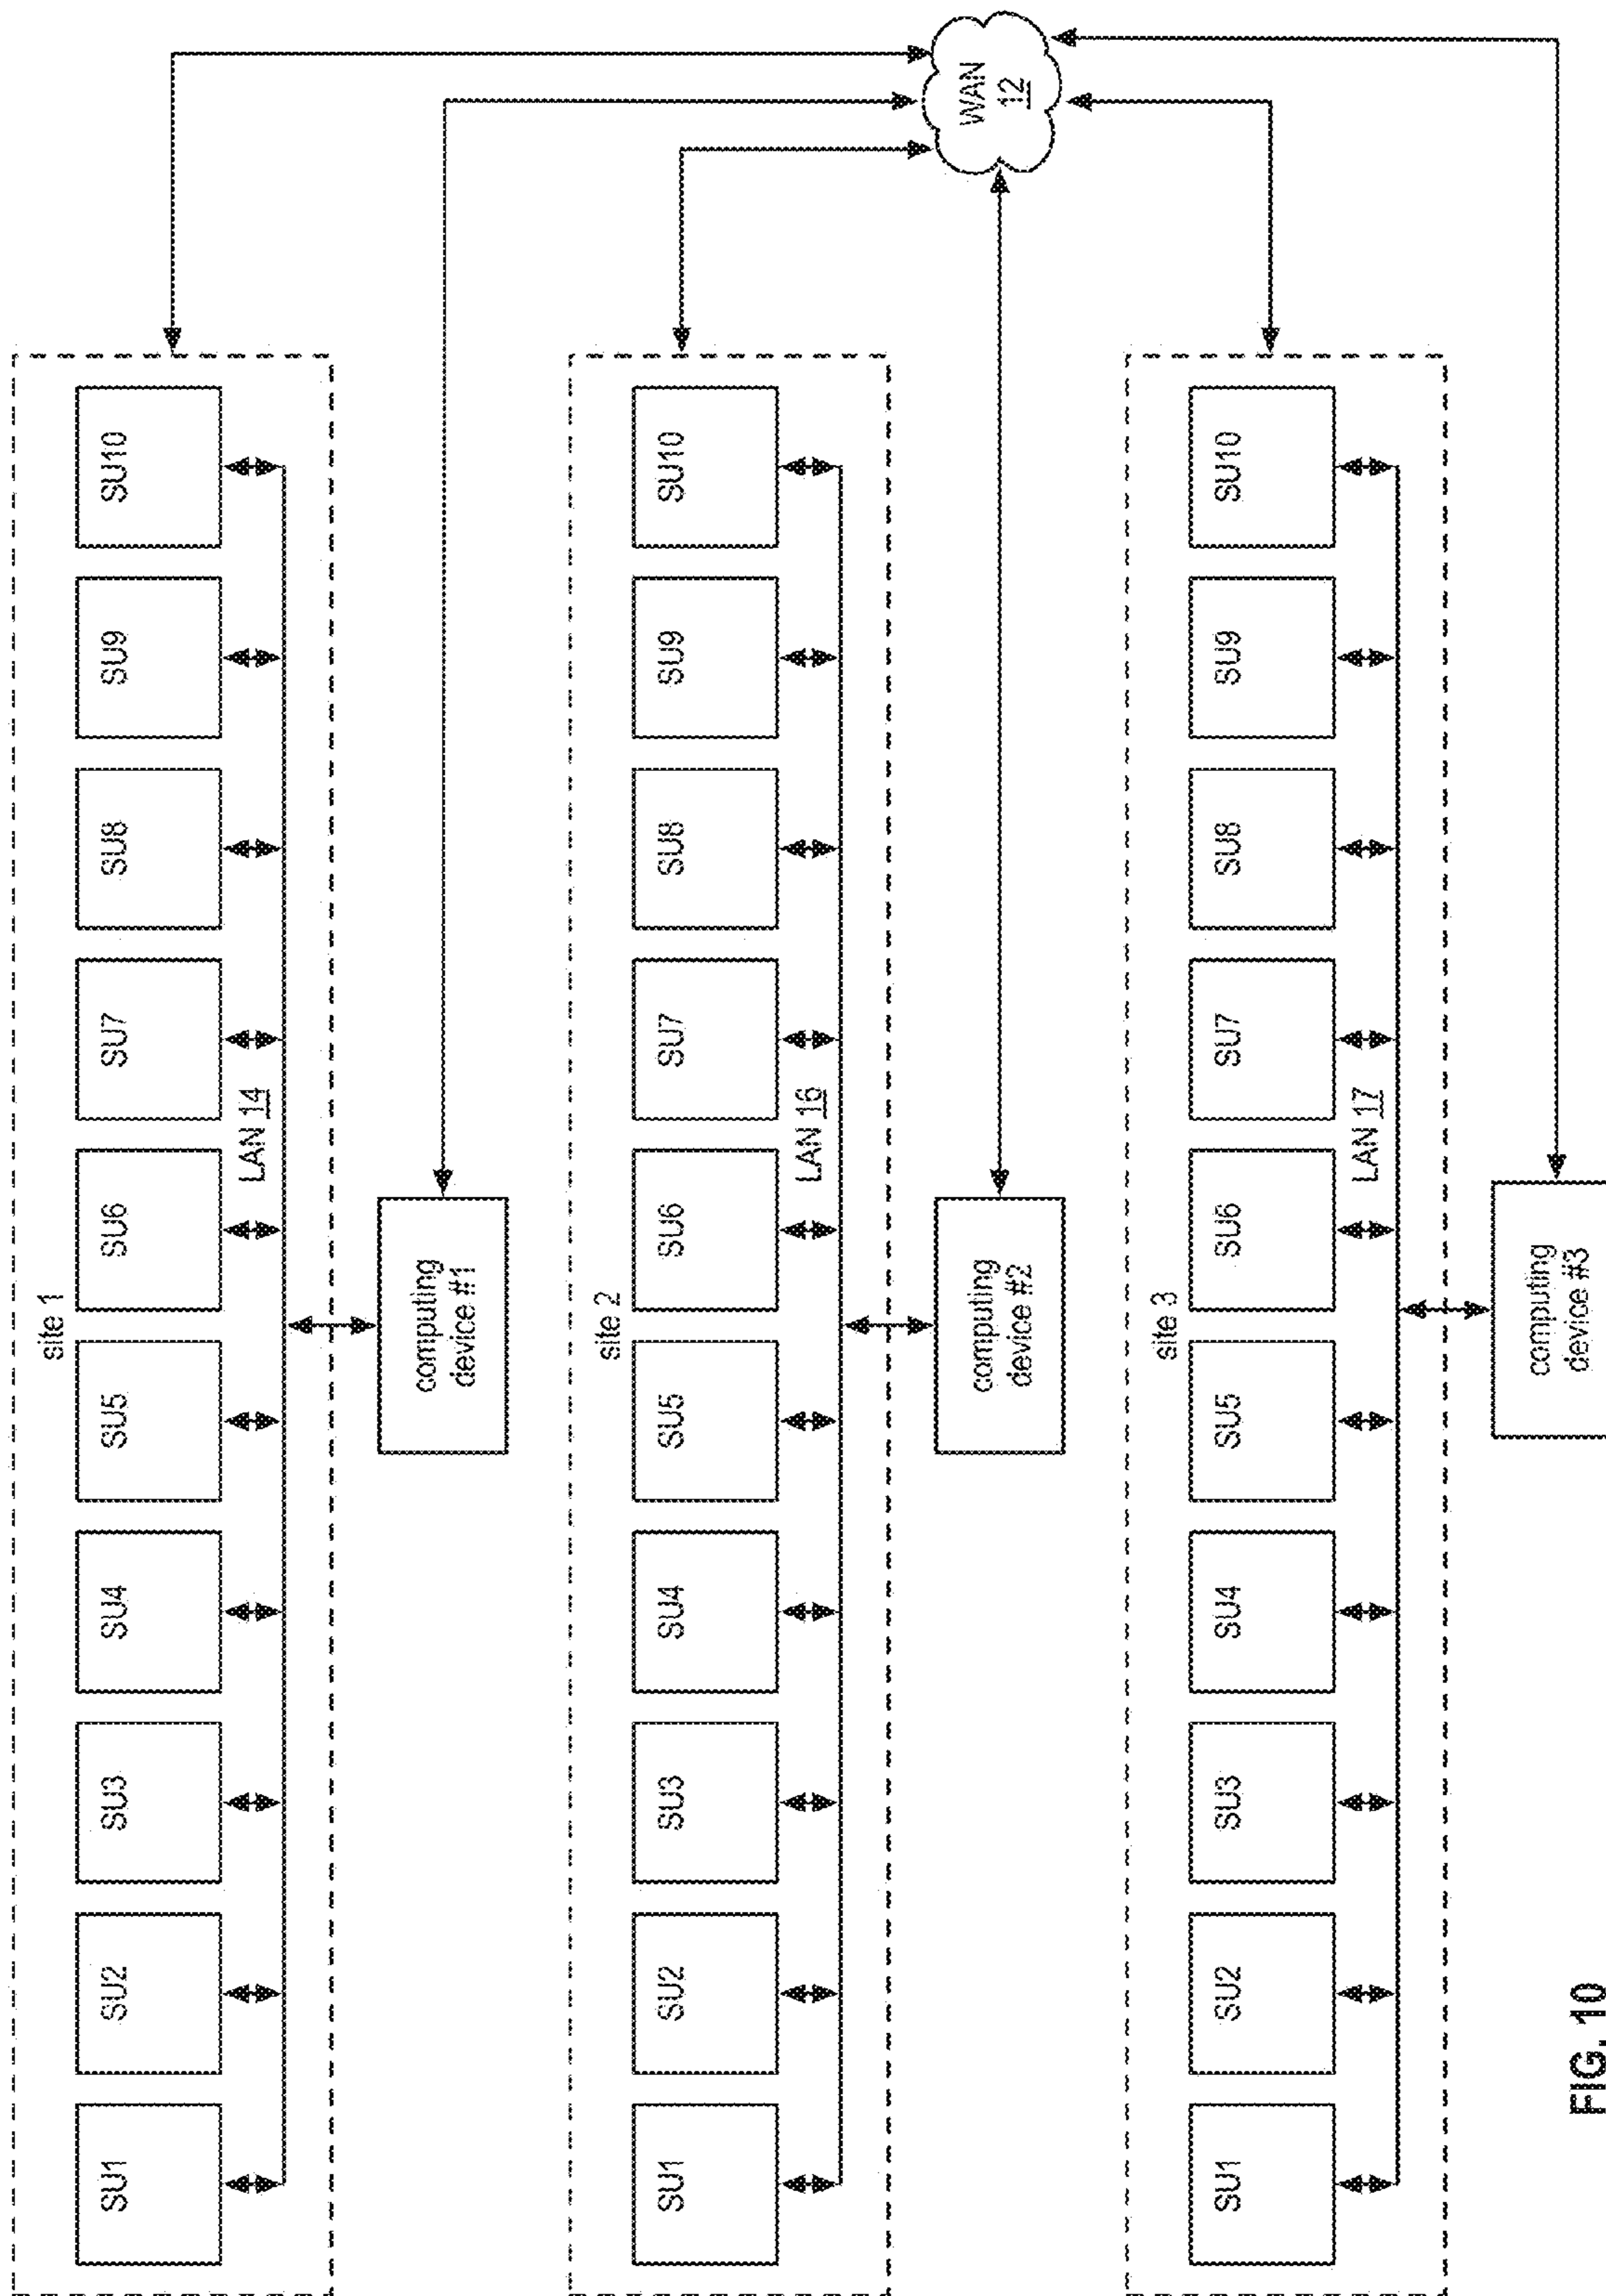 site 1
SU1
SU2
SU3
SU4
SU5
SU6
SU7
SU8
SU9
SU10
LAN 14
computing
device #1
site 2
SU1
SU2
SU3
SU4
SU5
SU6
SU7
SU8
SU9
SU10
LAN 16
computing
device #2
WAN
12
site 3
SU1
SU2
SU3
SU4
SU5
SU6
SU7
SU8
SU9
SU10
LAN 17
computing
device #3
FIG. 10